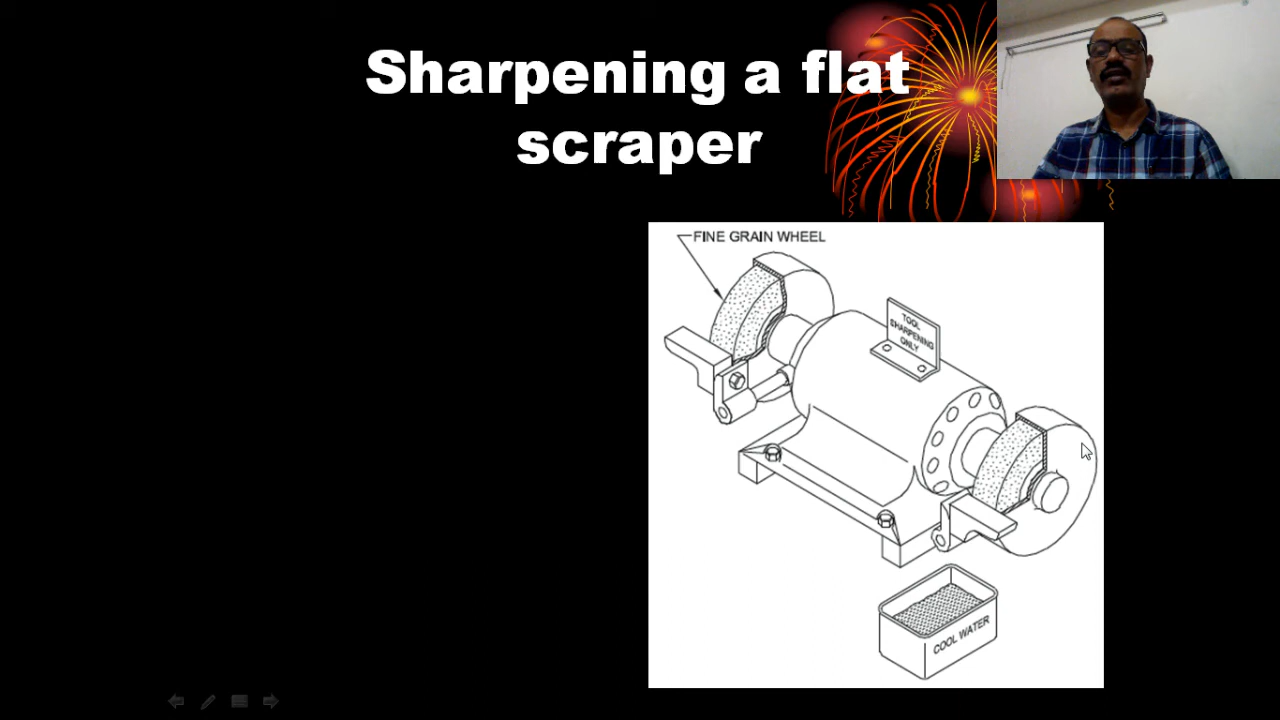 Sharpening a flat
scraper
FINE GRAIN WHEEL
TOOL
SHARPENING
ONLY
COOL WATER